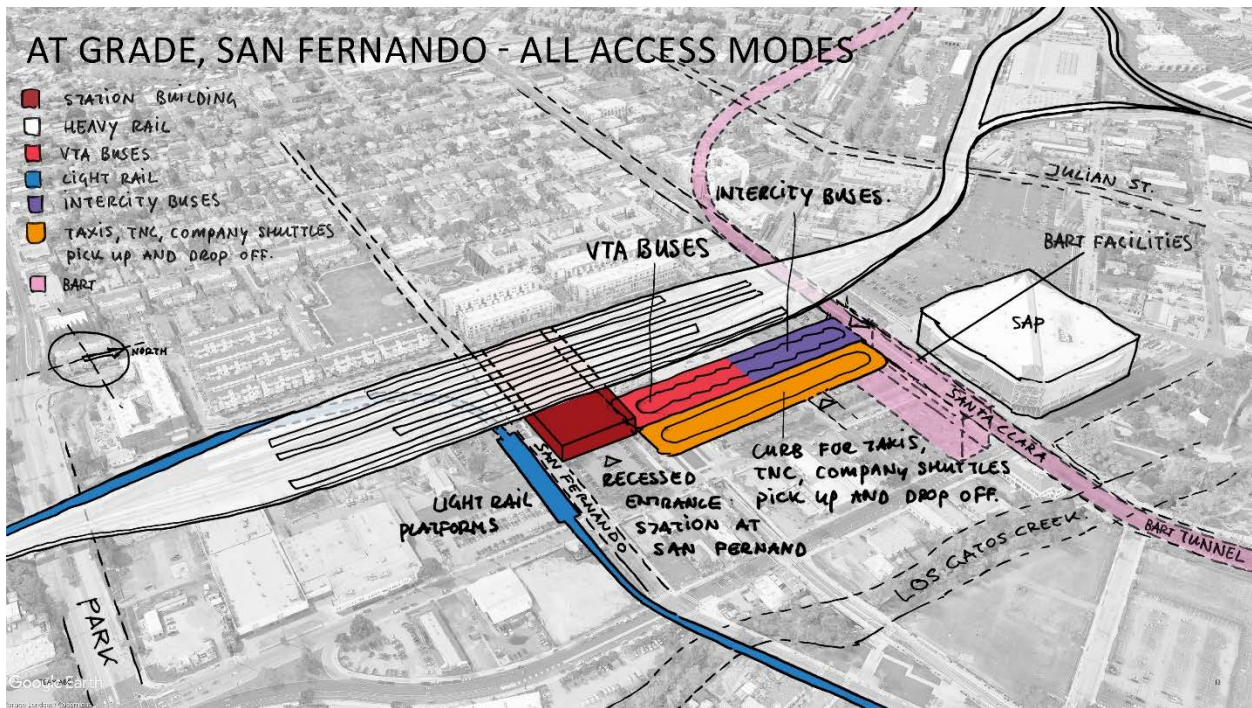 AT GRADE, SAN FERNANDO - ALL ACCESS MODES
STATION BUILDING
HEAVY RAIL
VTA BUSES
LIGHT RAIL
INTERCITY BUSES
TAXIS, TNC, COMPANY SHUTTLES
PICK UP AND DROP OFF.
BART
NORTH
INTERCITY BUSES.
VTA BUSES
JULIAN ST.
BART FACILITIES
SAP
SANTA CLARA
SAN FERNANDO
LIGHT RAIL
PLATFORMS
RECESSED
ENTRANCE
STATION AT
SAN PERNAND
CURB FOR TAXIS,
TNC, COMPANY SHUTTLES
PICK UP AND DROP OFF.
LOS GATOS CREEK.
BART TUNNEL
PARK
Google Earth